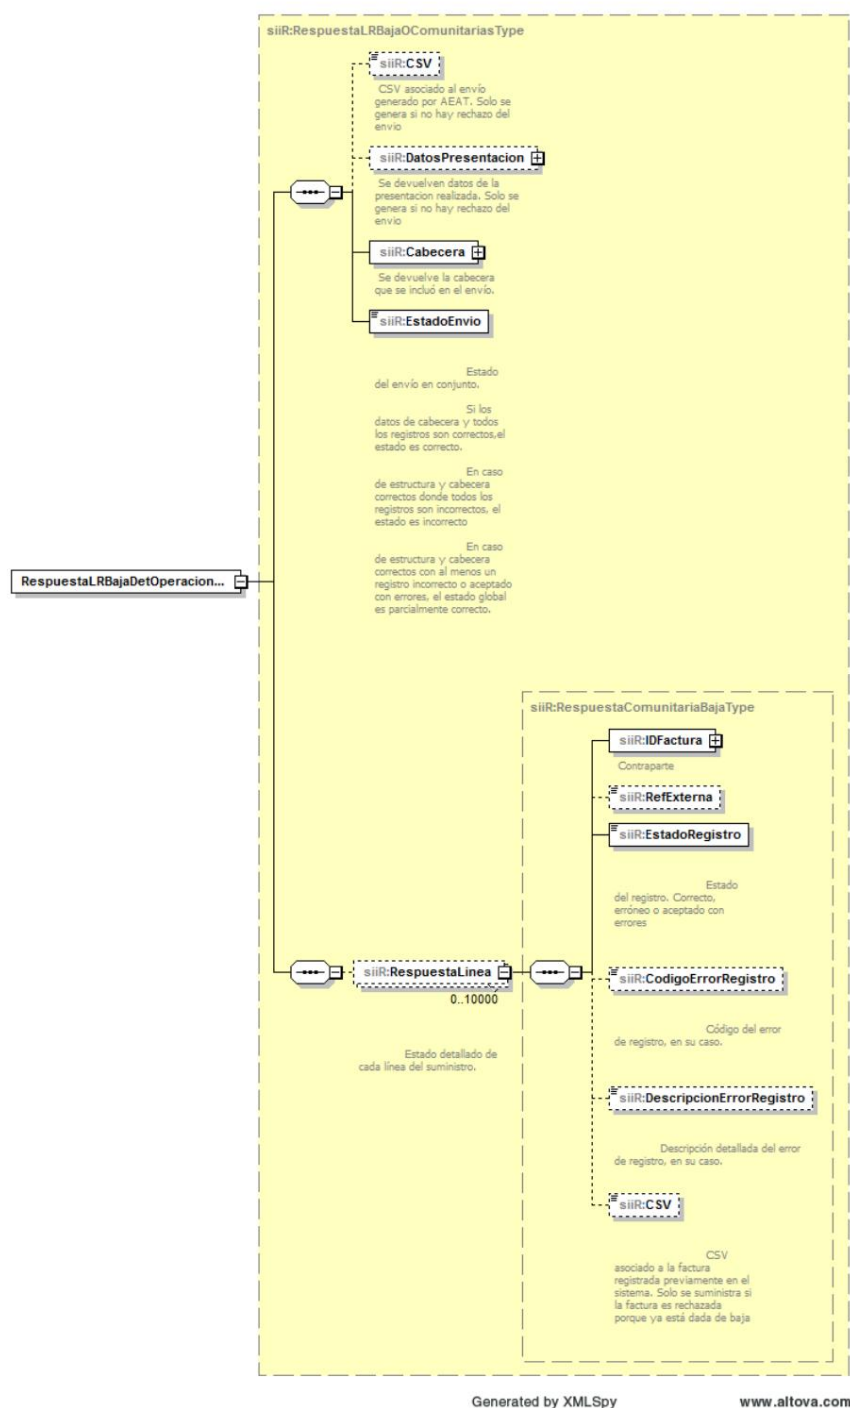 siiR:RespuestaLRBajaOComunitariasType
siiR:CSV
CSV asociado al envío
generado por AEAT. Solo se
genera si no hay rechazo del
envio
siiR:DatosPresentacion
Se devuelven datos de la
presentacion realizada. Solo se
genera si no hay rechazo del
envio
siiR:Cabecera
Se devuelve la cabecera
que se incluó en el envío.
siiR:EstadoEnvio
Estado
del envío en conjunto.
Si los
datos de cabecera y todos
los registros son correctos,el
estado es correcto.
En caso
de estructura y cabecera
correctos donde todos los
registros son incorrectos, el
estado es incorrecto
En caso
de estructura y cabecera
correctos con al menos un
registro incorrecto o aceptado
con errores, el estado global
es parcialmente correcto.
RespuestaLRBajaDetOperacion...
siiR:RespuestaComunitariaBajaType
siiR:IDFactura
Contraparte
siiR:RefExterna
siiR:EstadoRegistro
Estado
del registro. Correcto,
erróneo o aceptado con
errores
siiR:RespuestaLinea
0..10000
Estado detallado de
cada línea del suministro.
siiR:CodigoErrorRegistro
Código del error
de registro, en su caso.
siiR:DescripcionErrorRegistro
Descripción detallada del error
de registro, en su caso.
siiR:CSV
CSV
asociado a la factura
registrada previamente en el
sistema. Solo se suministra si
la factura es rechazada
porque ya está dada de baja
Generated by XMLSpy
www.altova.com